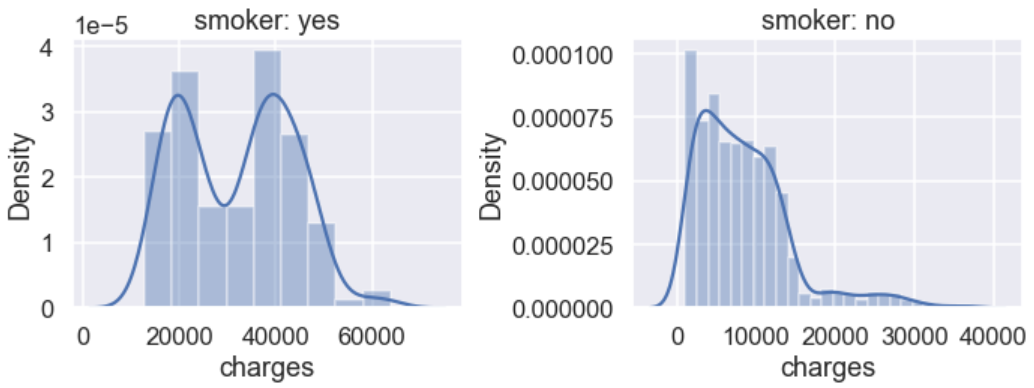 smoker: yes
1e−5
4
3
2
1
0
Density
0 20000 40000 60000
charges
smoker: no
0.000100
0.000075
0.000050
0.000025
0.000000
Density
0 10000 20000 30000 40000
charges